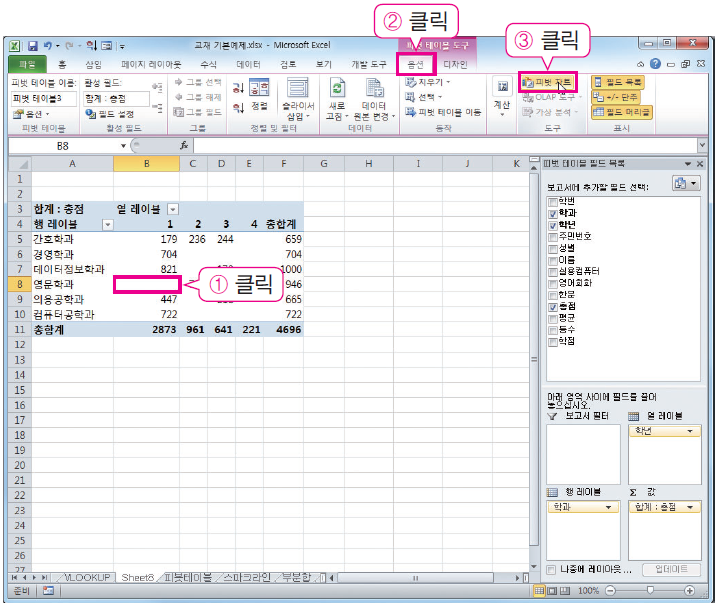 ② 클릭
교재 기본예제.xlsx - Microsoft Excel
피벗 테이블 도구
③ 클릭
파일 홈 삽입 페이지 레이아웃 수식 데이터 검토 보기 개발 도구 옵션 디자인
피벗 테이블 이름:
피벗 테이블3
옵션
피벗 테이블
활성 필드:
합계 : 총점
필드 설정
활성 필드
그룹 선택
그룹 해제
그룹 필드
그룹
정렬
슬라이서
삽입
정렬 및 필터
새로
고침
데이터
원본 변경
데이터
지우기
선택
피벗 테이블 이동
동작
계산
피벗 차트
OLAP 도구
가상 분석
도구
필드 목록
+/- 단추
필드 머리글
표시
B8
fx
A B C D E F G H I J K
1
2
3 합계 : 총점 열 레이블
4 행 레이블 1 2 3 4 총합계
5 간호학과 179 236 244 659
6 경영학과 704 704
7 데이터정보학과 821 1000
8 영문학과 946
① 클릭
9 의용공학과 447 665
10 컴퓨터공학과 722 722
11 총합계 2873 961 641 221 4696
12
13
14
15
16
17
18
19
20
21
22
23
24
25
26
27
피벗 테이블 필드 목록
보고서에 추가할 필드 선택:
학번
학과
학년
주민번호
성별
이름
실용컴퓨터
영어회화
한문
총점
평균
등수
학점
아래 영역 사이에 필드를 끌어
놓으십시오.
보고서 필터
열 레이블
학년
행 레이블
Σ 값
학과
합계 : 총점
나중에 레이아웃 ...
업데이트
VLOOKUP Sheet8 피봇테이블 스파크라인 부분합
준비
100%